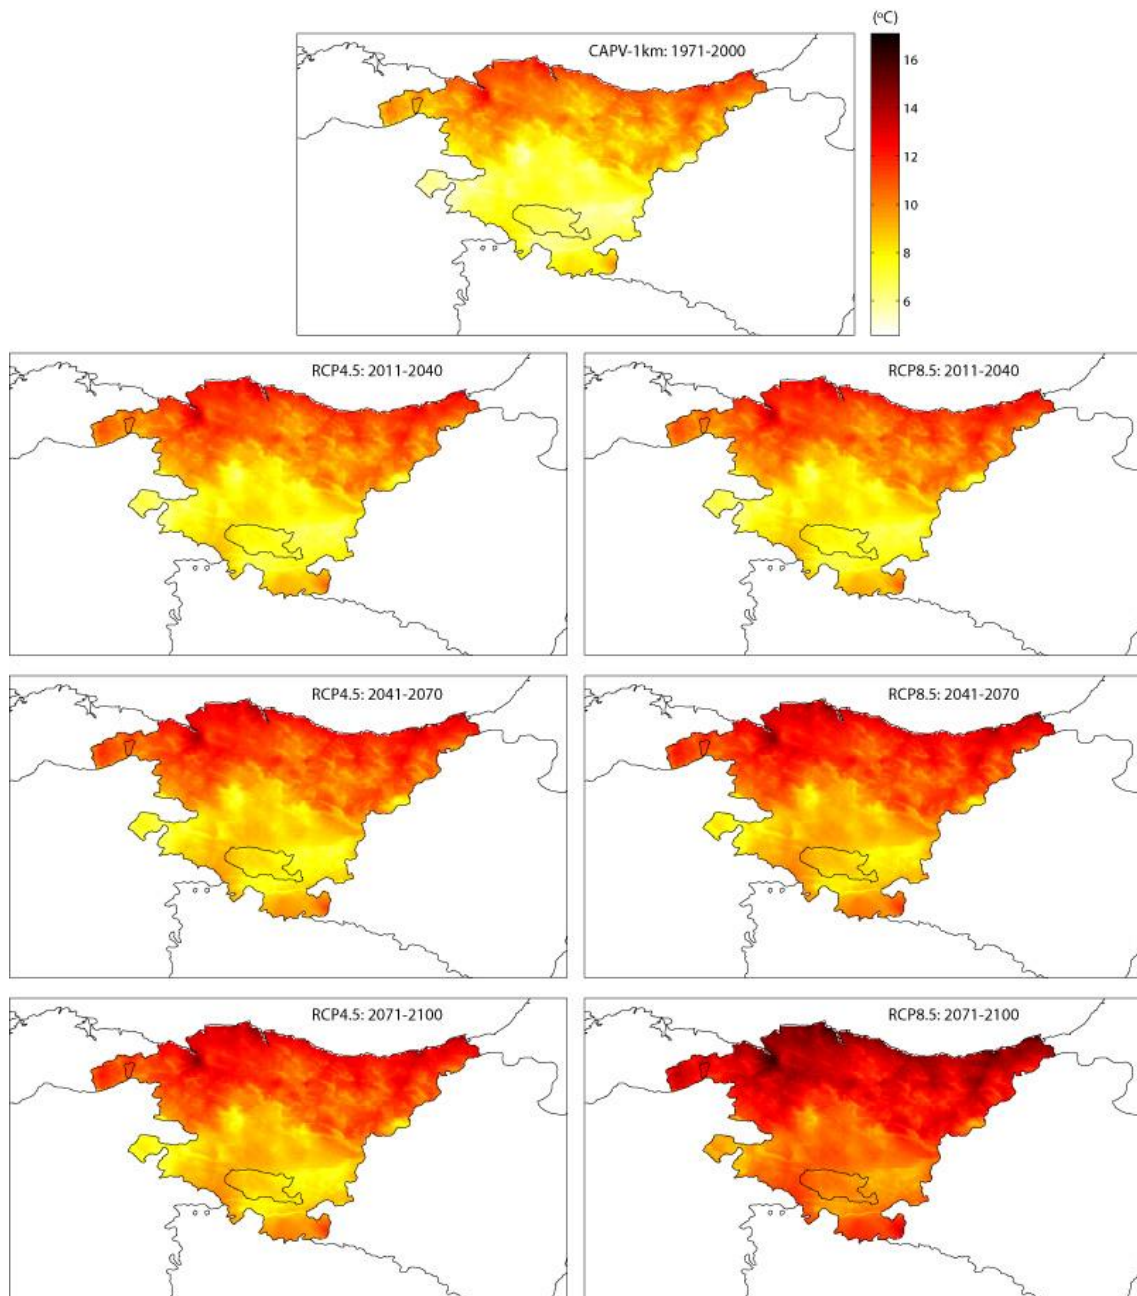 (ºC)
CAPV-1km: 1971-2000
16
14
12
10
8
6
RCP4.5: 2011-2040
RCP8.5: 2011-2040
RCP4.5: 2041-2070
RCP8.5: 2041-2070
RCP4.5: 2071-2100
RCP8.5: 2071-2100